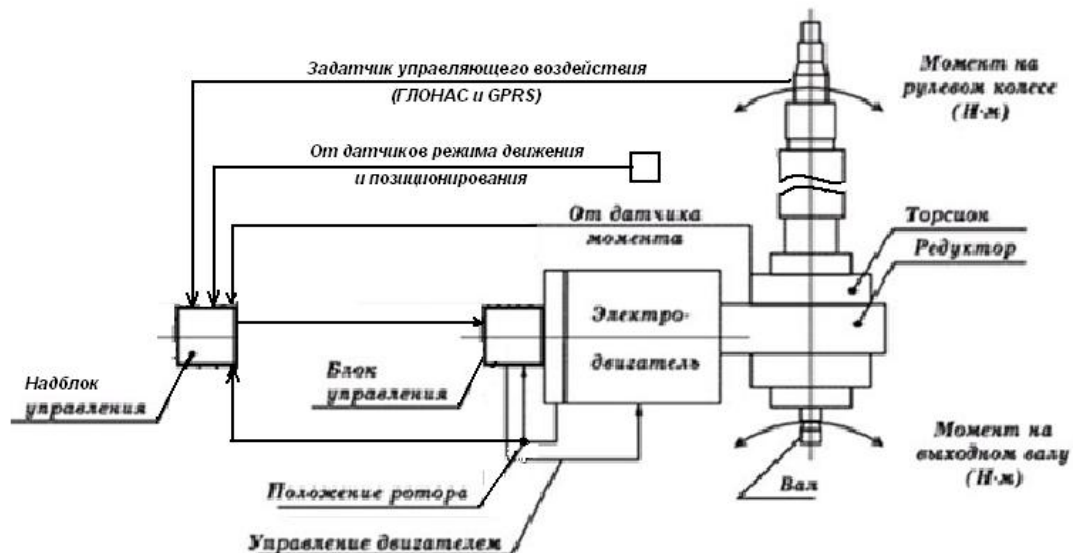 Задатчик управляющего воздействия
(ГЛОНАС и GPRS)
Момент на
рулевом колесе
(Н·м)
От датчиков режима движения
и позиционирования
От датчика
момента
Торсион
Редуктор
Электро-
двигатель
Надблок
управления
Блок
управления
Положение ротора
Управление двигателем
Вал
Момент на
выходном валу
(Н·м)